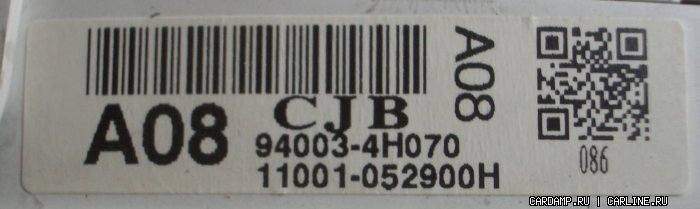 CJB
A08
A08
94003-4H070
11001-052900H
086
CARDAMP.RU | CARLINE.RU